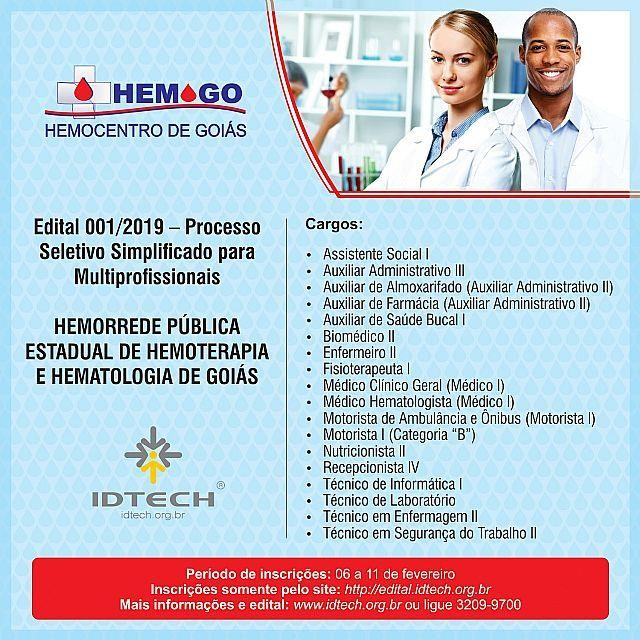 HEMOGO
HEMOCENTRO DE GOIÁS
Edital 001/2019 – Processo
Seletivo Simplificado para
Multiprofissionais
HEMORREDE PÚBLICA
ESTADUAL DE HEMOTERAPIA
E HEMATOLOGIA DE GOIÁS
IDTECH®
idtech.org.br
Cargos:
• Assistente Social I
• Auxiliar Administrativo III
• Auxiliar de Almoxarifado (Auxiliar Administrativo II)
• Auxiliar de Farmácia (Auxiliar Administrativo II)
• Auxiliar de Saúde Bucal I
• Biomédico II
• Enfermeiro II
• Fisioterapeuta I
• Médico Clínico Geral (Médico I)
• Médico Hematologista (Médico I)
• Motorista de Ambulância e Ônibus (Motorista I)
• Motorista I (Categoria “B”)
• Nutricionista II
• Recepcionista IV
• Técnico de Informática I
• Técnico de Laboratório
• Técnico em Enfermagem II
• Técnico em Segurança do Trabalho II
Período de inscrições: 06 a 11 de fevereiro
Inscrições somente pelo site: http://edital.idtech.org.br
Mais informações e edital: www.idtech.org.br ou ligue 3209-9700